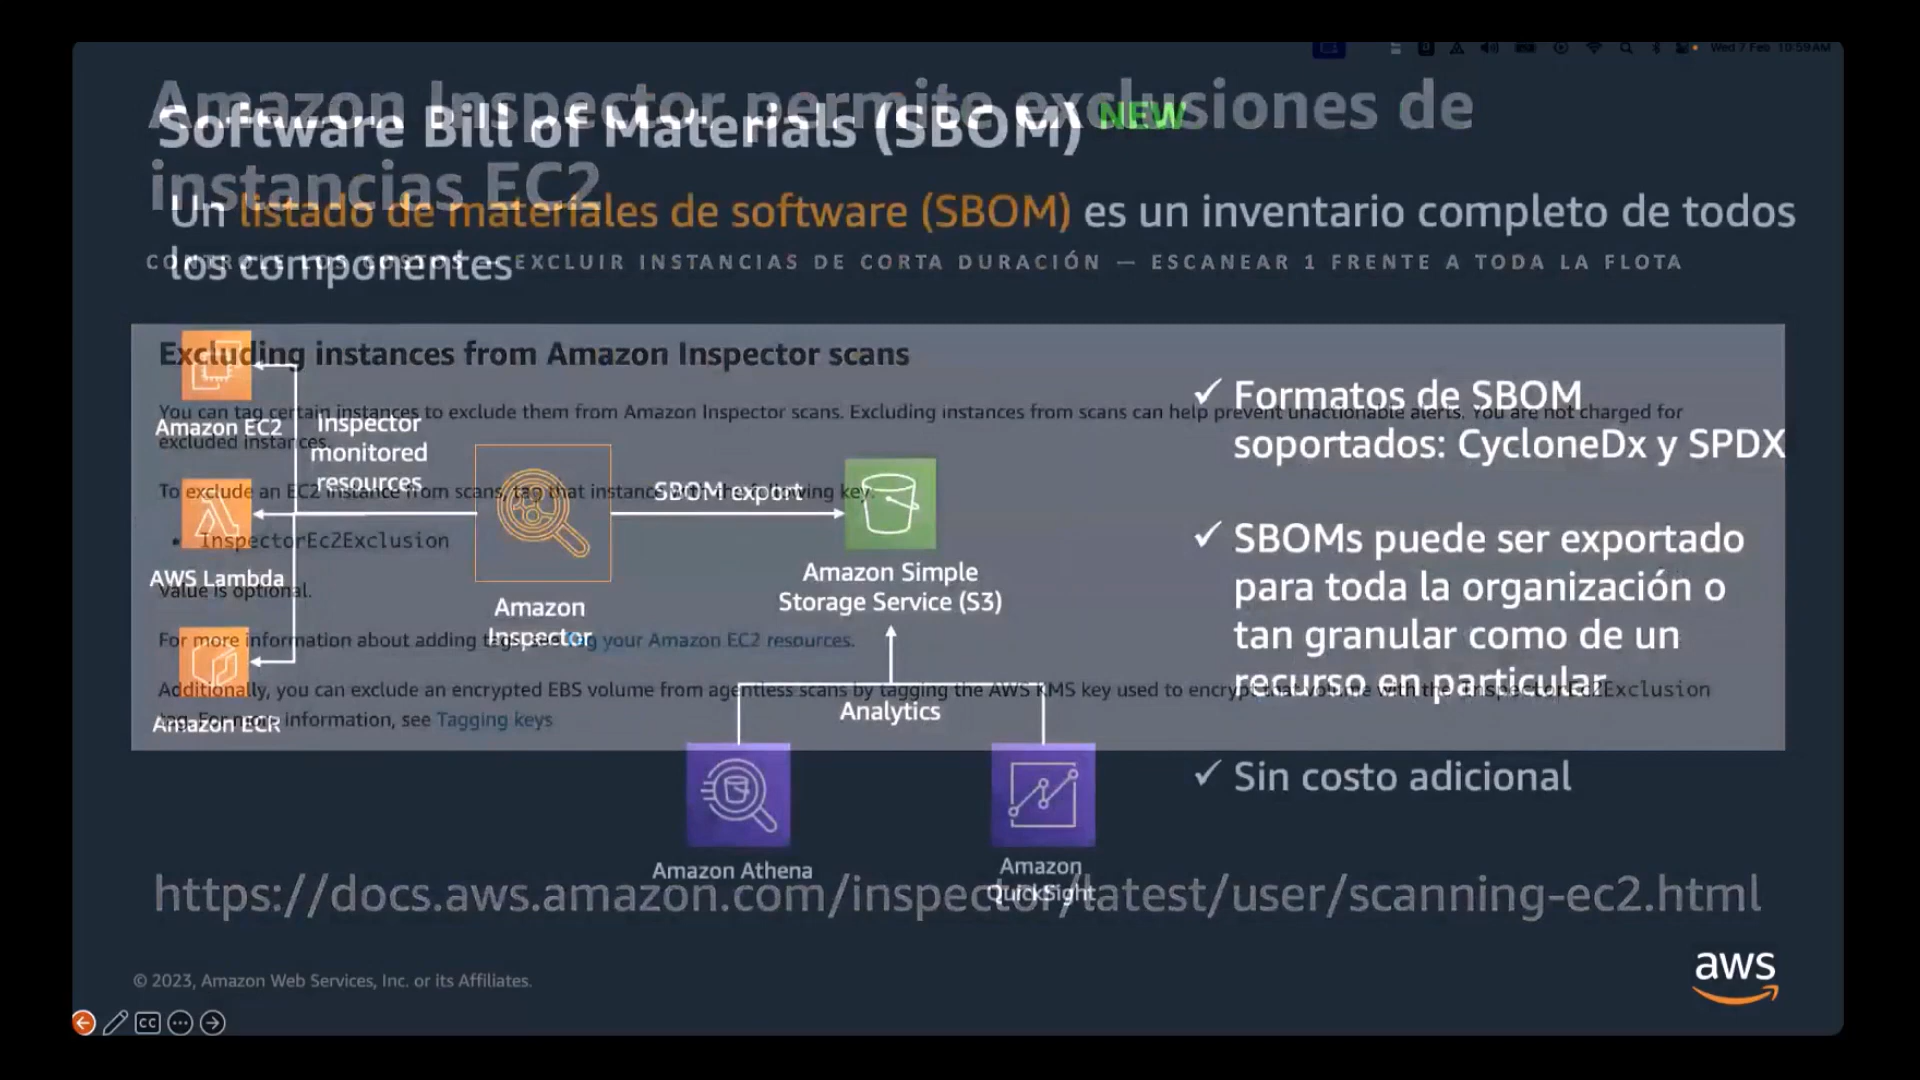 Wed 7 Feb 10:59 AM
Amazon Inspector permite exclusiones de
instancias EC2
CONTROLE LOS COSTOS — EXCLUIR INSTANCIAS DE CORTA DURACIÓN — ESCANEAR 1 FRENTE A TODA LA FLOTA
Excluding instances from Amazon Inspector scans
You can tag certain instances to exclude them from Amazon Inspector scans. Excluding instances from scans can help prevent unactionable alerts. You are not charged for
excluded instances.
To exclude an EC2 instance from scans, tag that instance with the following key:
• InspectorEc2Exclusion
Value is optional.
For more information about adding tags, see Tag your Amazon EC2 resources.
Additionally, you can exclude an encrypted EBS volume from agentless scans by tagging the AWS KMS key used to encrypt that volume with the InspectorEc2Exclusion
tag. For more information, see Tagging keys
https://docs.aws.amazon.com/inspector/latest/user/scanning-ec2.html
Software Bill of Materials (SBOM) NEW
Un listado de materiales de software (SBOM) es un inventario completo de todos
los componentes
Amazon EC2
Inspector
monitored
resources
AWS Lambda
Amazon ECR
Amazon
Inspector
SBOM export
Amazon Simple
Storage Service (S3)
Analytics
Amazon Athena
Amazon
QuickSight
✓ Formatos de SBOM
soportados: CycloneDx y SPDX
✓ SBOMs puede ser exportado
para toda la organización o
tan granular como de un
recurso en particular
✓ Sin costo adicional
© 2023, Amazon Web Services, Inc. or its Affiliates.
aws
CC